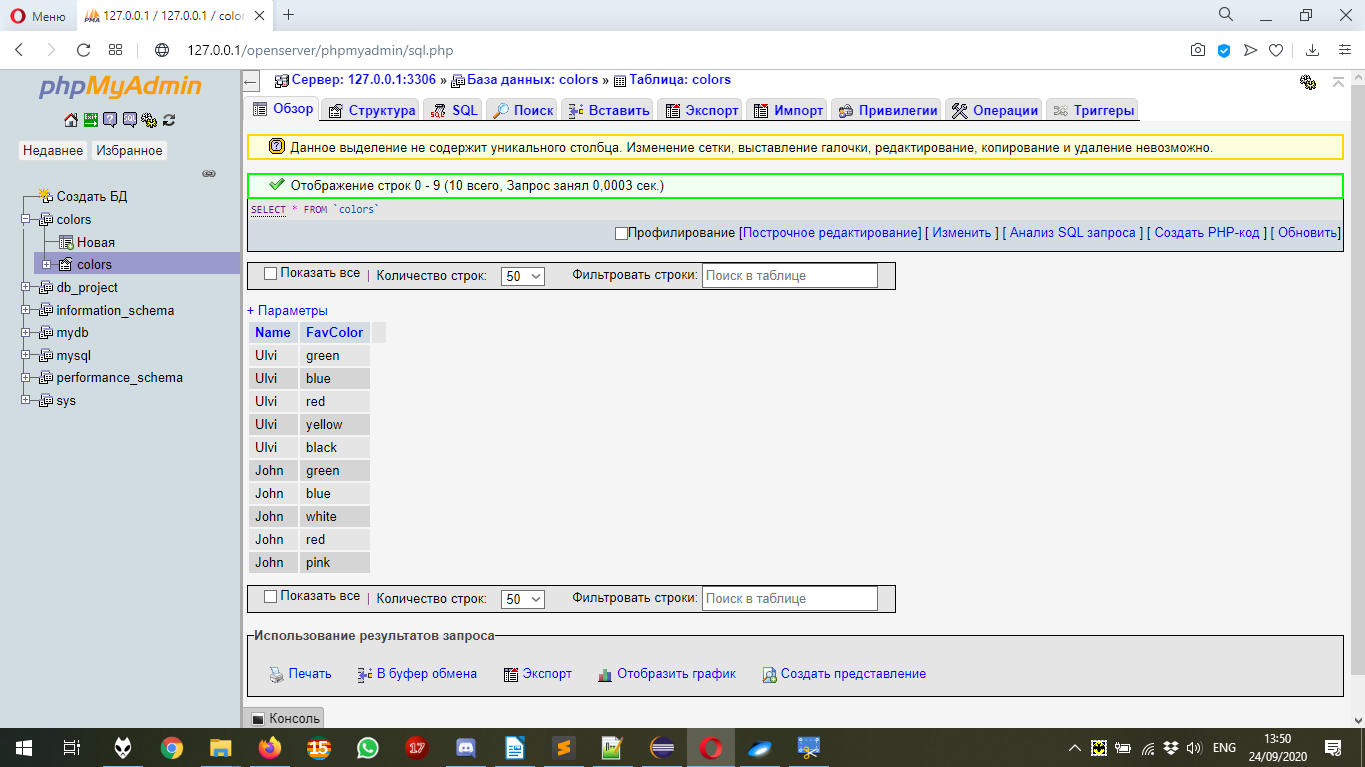 Меню
127.0.0.1 / 127.0.0.1 / color
127.0.0.1/openserver/phpmyadmin/sql.php
phpMyAdmin
Недавнее Избранное
Создать БД
colors
Новая
colors
db_project
information_schema
mydb
mysql
performance_schema
sys
Сервер: 127.0.0.1:3306 » База данных: colors » Таблица: colors
Обзор Структура SQL Поиск Вставить Экспорт Импорт Привилегии Операции Триггеры
Данное выделение не содержит уникального столбца. Изменение сетки, выставление галочки, редактирование, копирование и удаление невозможно.
Отображение строк 0 - 9 (10 всего, Запрос занял 0,0003 сек.)
SELECT * FROM `colors`
Профилирование [Построчное редактирование] [ Изменить ] [ Анализ SQL запроса ] [ Создать PHP-код ] [ Обновить]
Показать все | Количество строк: 50 Фильтровать строки: Поиск в таблице
+ Параметры
Name FavColor
Ulvi green
Ulvi blue
Ulvi red
Ulvi yellow
Ulvi black
John green
John blue
John white
John red
John pink
Показать все | Количество строк: 50 Фильтровать строки: Поиск в таблице
Использование результатов запроса
Печать В буфер обмена Экспорт Отобразить график Создать представление
Консоль
15 17 ENG 13:50
24/09/2020